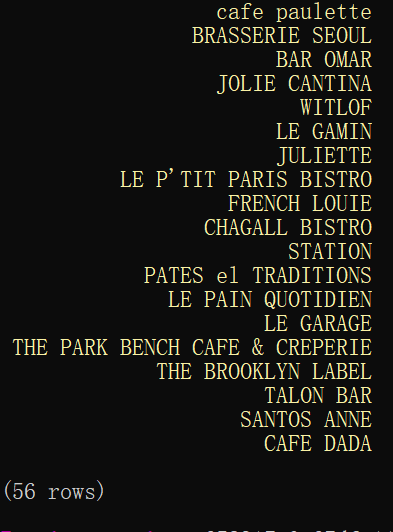 cafe paulette
BRASSERIE SEOUL
BAR OMAR
JOLIE CANTINA
WITLOF
LE GAMIN
JULIETTE
LE P'TIT PARIS BISTRO
FRENCH LOUIE
CHAGALL BISTRO
STATION
PATES el TRADITIONS
LE PAIN QUOTIDIEN
LE GARAGE
THE PARK BENCH CAFE & CREPERIE
THE BROOKLYN LABEL
TALON BAR
SANTOS ANNE
CAFE DADA
(56 rows)